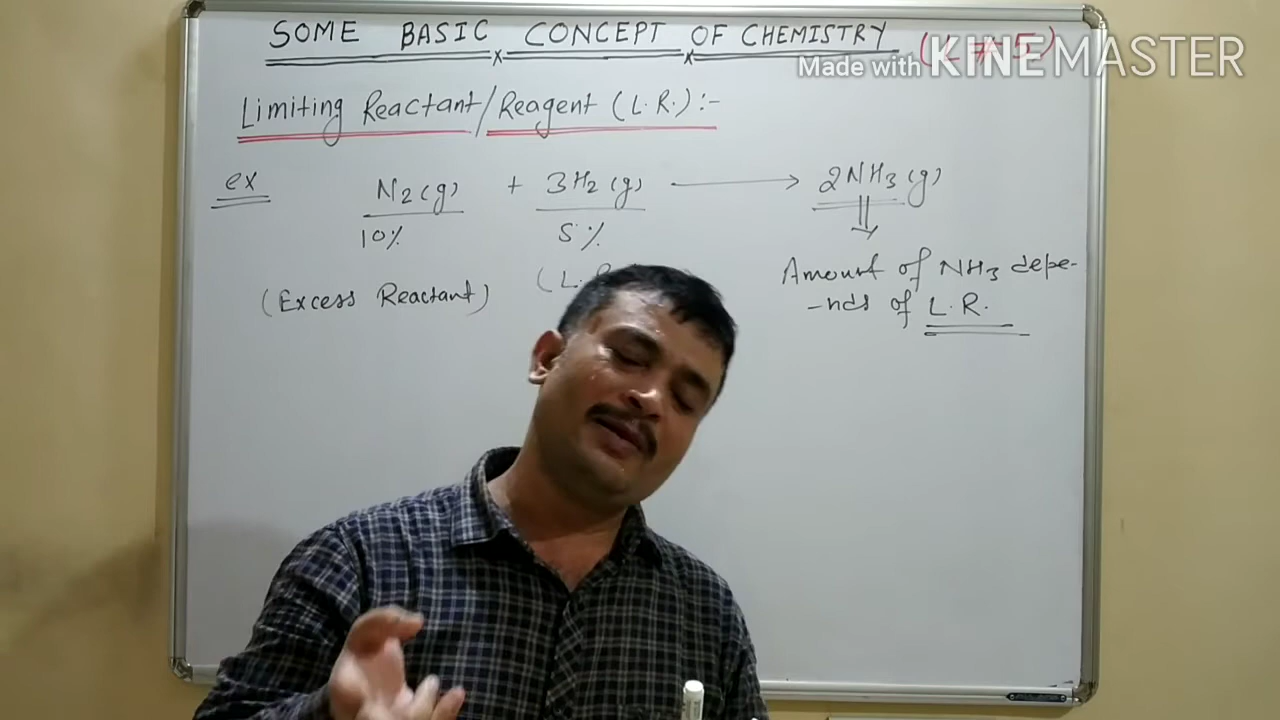 SOME BASIC CONCEPT OF CHEMISTRY (L # 5)
Made with KINEMASTER
Limiting Reactant/Reagent (L.R.):-
ex N2(g) + 3H2(g) → 2NH3(g)
10% 5%
(Excess Reactant) (L.R
Amount of NH3 depe-
-nds of L.R.